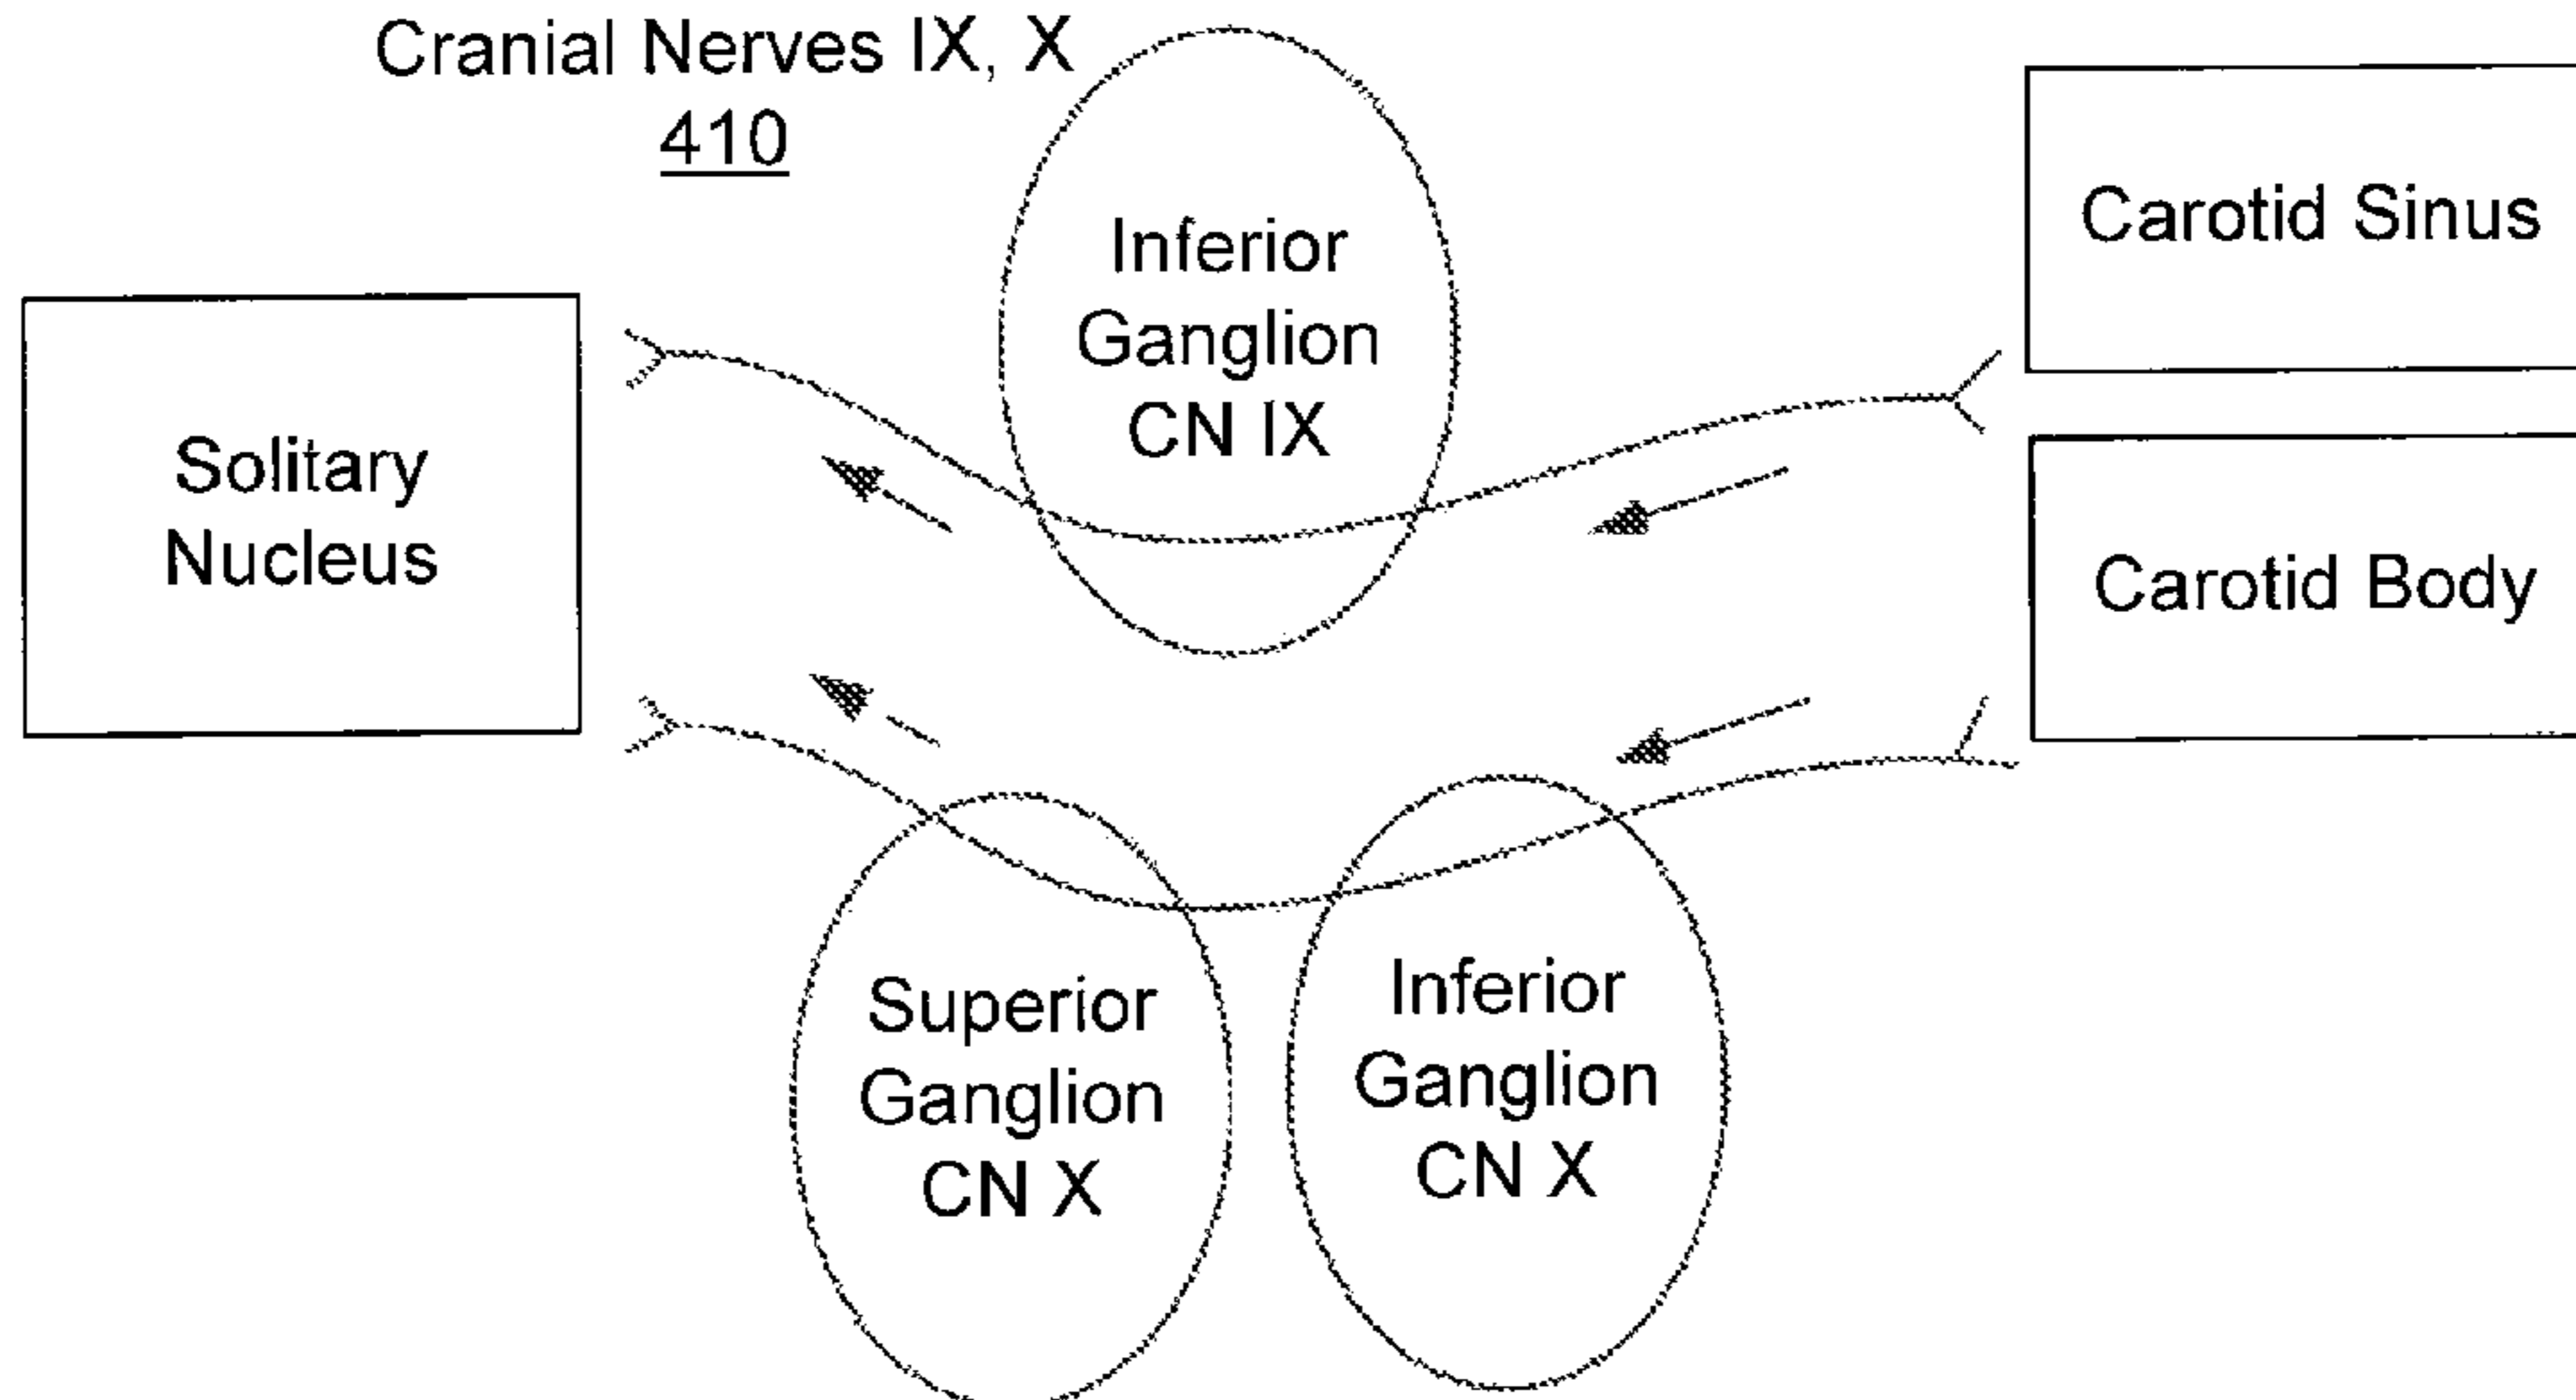 Cranial Nerves IX, X
410
Inferior
Ganglion
CN IX
Carotid Sinus
Solitary
Nucleus
Carotid Body
Superior
Ganglion
CN X
Inferior
Ganglion
CN X